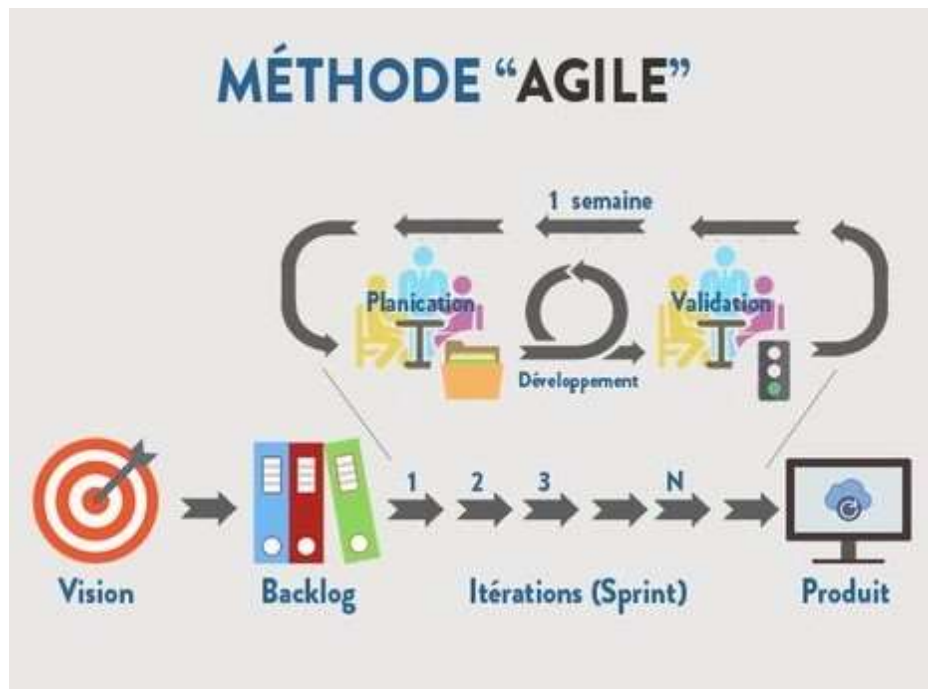 MÉTHODE “AGILE”
1 semaine
Planication
Validation
Développement
1 2 3 N
Vision
Backlog
Itérations (Sprint)
Produit